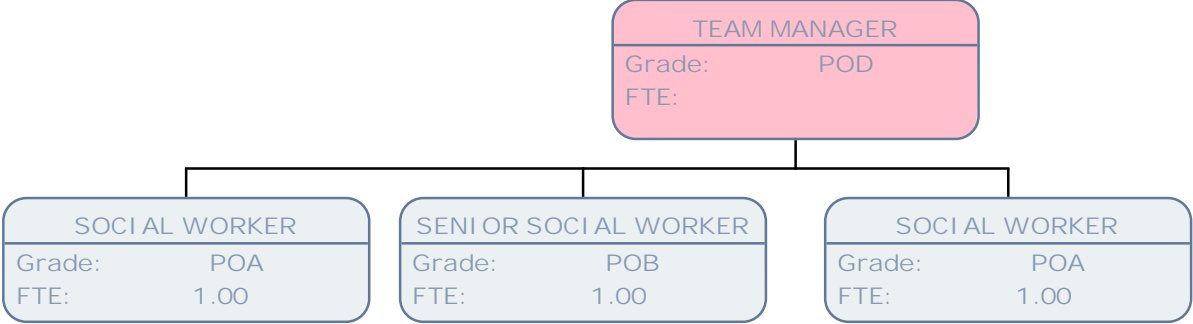 TEAM MANAGER
Grade: POD
FTE:
SOCIAL WORKER
Grade: POA
FTE: 1.00
SENIOR SOCIAL WORKER
Grade: POB
FTE: 1.00
SOCIAL WORKER
Grade: POA
FTE: 1.00